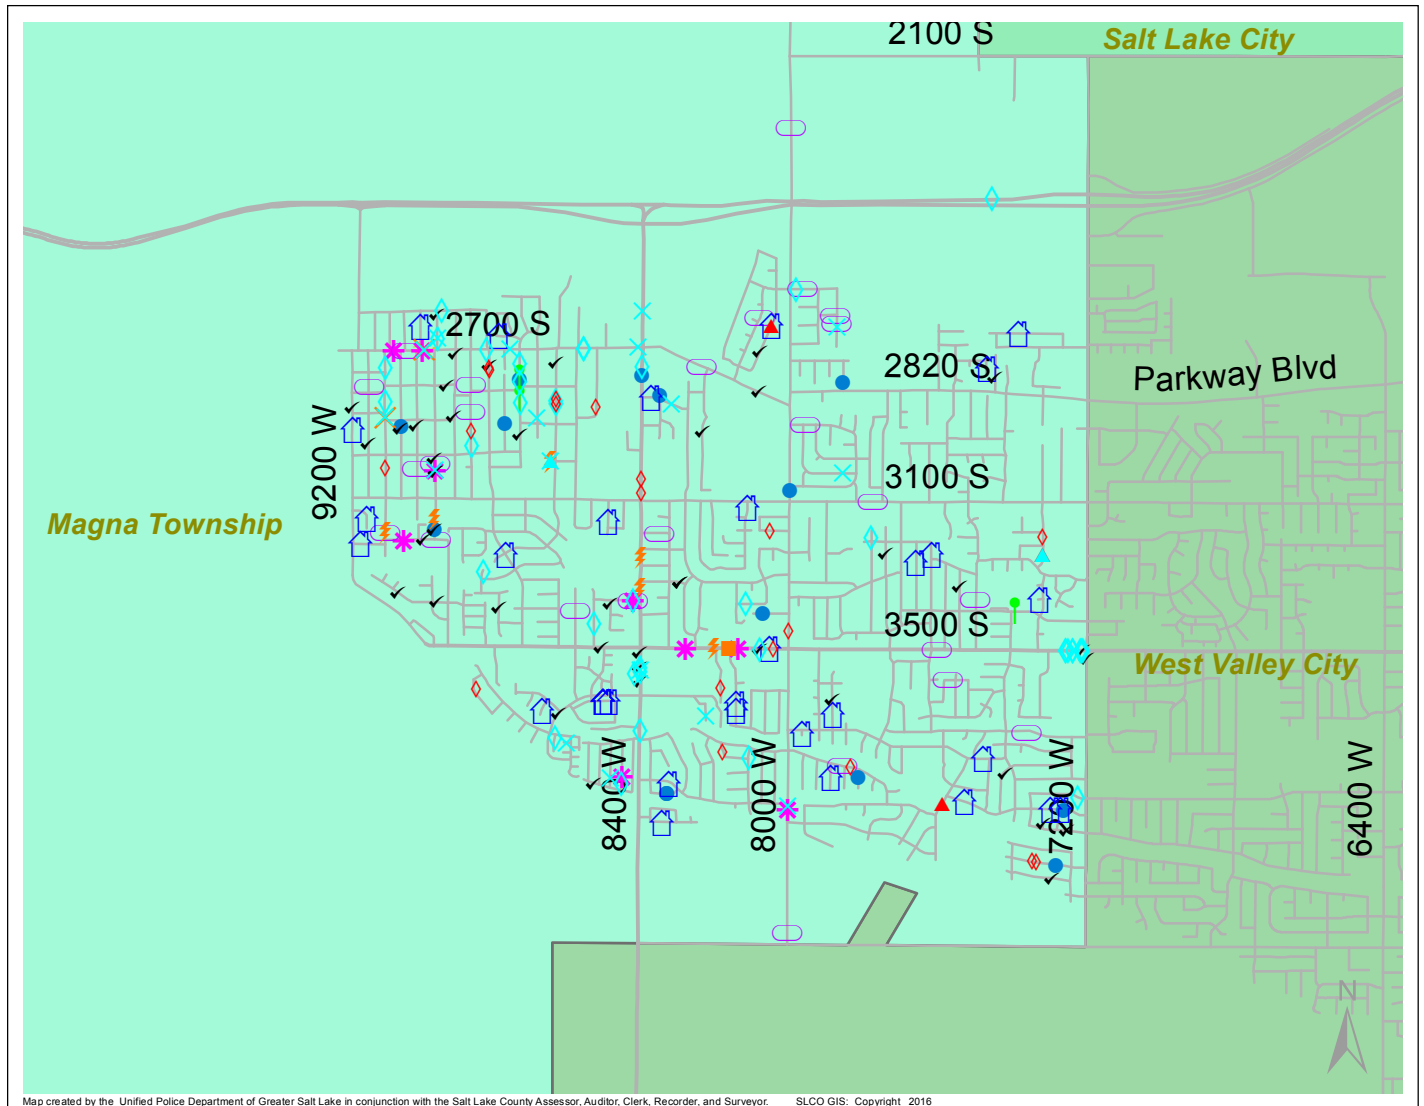 2100 S
Salt Lake City
2700 S
2820 S
Parkway Blvd
9200 W
3100 S
Magna Township
3500 S
West Valley City
8400 W
8000 W
7200 W
6400 W
N
Map created by the Unified Police Department of Greater Salt Lake in conjunction with the Salt Lake County Assessor, Auditor, Clerk, Recorder, and Surveyor. SLCO GIS: Copyright 2016